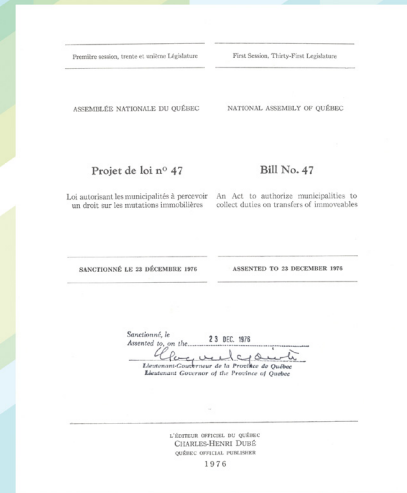 Première session, trente et unième Législature
First Session, Thirty-First Legislature
ASSEMBLÉE NATIONALE DU QUÉBEC
NATIONAL ASSEMBLY OF QUÉBEC
Projet de loi nº 47
Bill No. 47
Loi autorisant les municipalités à percevoir
un droit sur les mutations immobilières
An Act to authorize municipalities to
collect duties on transfers of immoveables
SANCTIONNÉ LE 23 DÉCEMBRE 1976
ASSENTED TO 23 DECEMBER 1976
Sanctionné, le
Assented to, on the 23 DEC. 1976
Lieutenant-Gouverneur de la Province de Québec
Lieutenant Governor of the Province of Quebec
L'ÉDITEUR OFFICIEL DU QUÉBEC
CHARLES-HENRI DUBÉ
QUÉBEC OFFICIAL PUBLISHER
1976